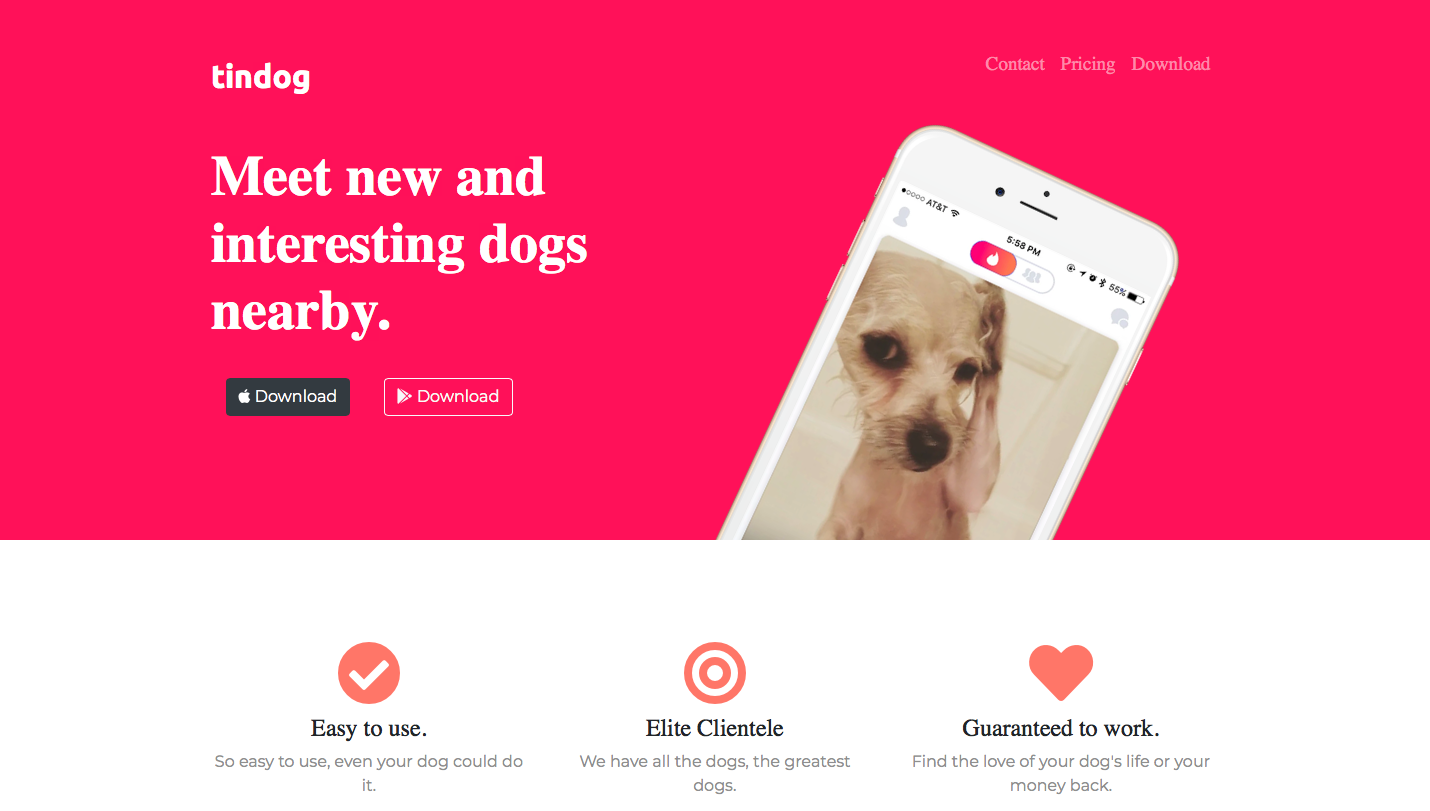 tindog
Contact Pricing Download
Meet new and
interesting dogs
nearby.
Download
Download
AT&T
5:58 PM
55%
Easy to use.
So easy to use, even your dog could do
it.
Elite Clientele
We have all the dogs, the greatest
dogs.
Guaranteed to work.
Find the love of your dog's life or your
money back.